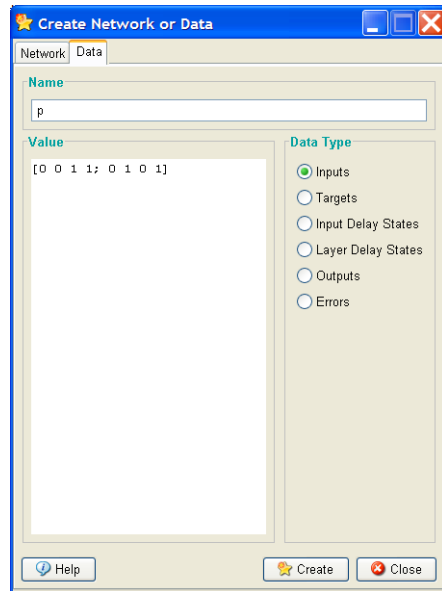 Create Network or Data
Network Data
Name
p
Value
[0 0 1 1; 0 1 0 1]
Data Type
Inputs
Targets
Input Delay States
Layer Delay States
Outputs
Errors
Help
Create
Close